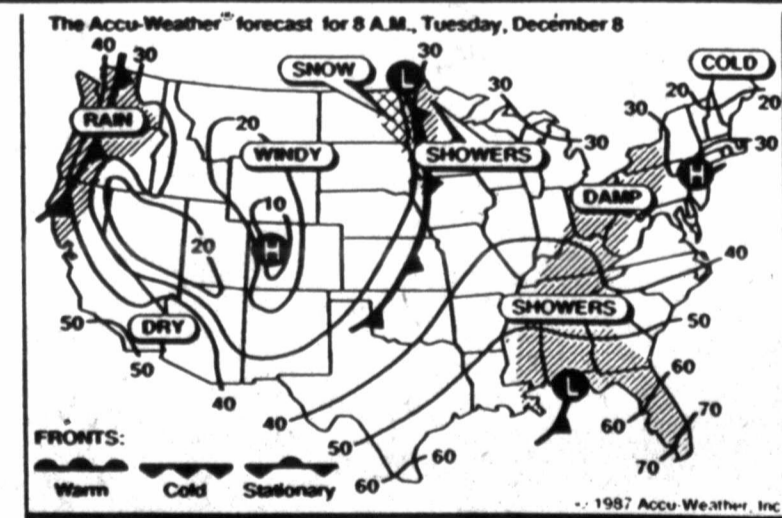 The Accu-Weather℠ forecast for 8 A.M., Tuesday, December 8
40
30
30
SNOW
L
COLD
RAIN
20
WINDY
SHOWERS
30
30
30
20
20
30
H
DAMP
10
H
20
40
SHOWERS
50
DRY
50
50
40
40
L
60
70
60
50
60
60
70
FRONTS:
Warm
Cold
Stationary
1987 Accu-Weather, Inc